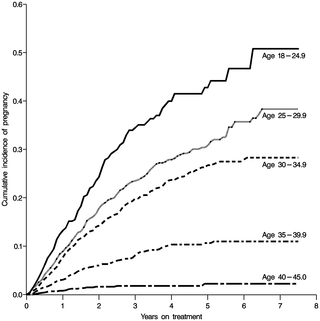 0.6
0.5
Age 18–24.9
0.4
Age 25–29.9
0.3
Age 30–34.9
0.2
0.1
Age 35–39.9
Age 40–45.0
0.0
0 1 2 3 4 5 6 7 8
Cumulative incidence of pregnancy
Years on treatment